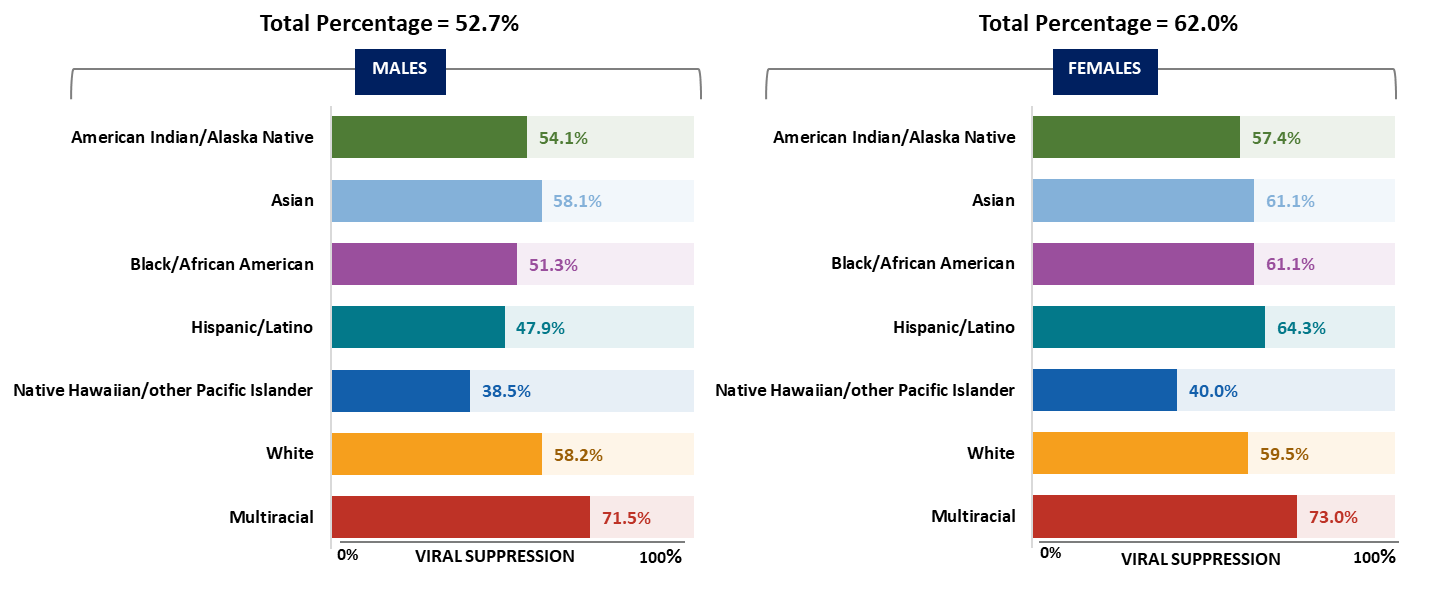 Total Percentage = 52.7%
MALES
American Indian/Alaska Native 54.1%
Asian 58.1%
Black/African American 51.3%
Hispanic/Latino 47.9%
Native Hawaiian/other Pacific Islander 38.5%
White 58.2%
Multiracial 71.5%
0% VIRAL SUPPRESSION 100%
Total Percentage = 62.0%
FEMALES
American Indian/Alaska Native 57.4%
Asian 61.1%
Black/African American 61.1%
Hispanic/Latino 64.3%
Native Hawaiian/other Pacific Islander 40.0%
White 59.5%
Multiracial 73.0%
0% VIRAL SUPPRESSION 100%